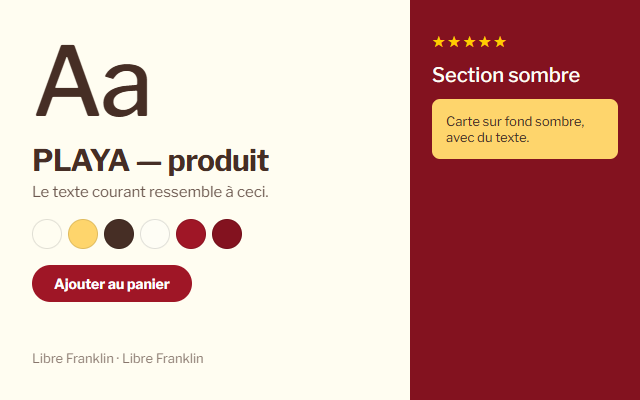 Aa
PLAYA — produit
Le texte courant ressemble à ceci.
Ajouter au panier
Libre Franklin · Libre Franklin
Section sombre
Carte sur fond sombre,
avec du texte.